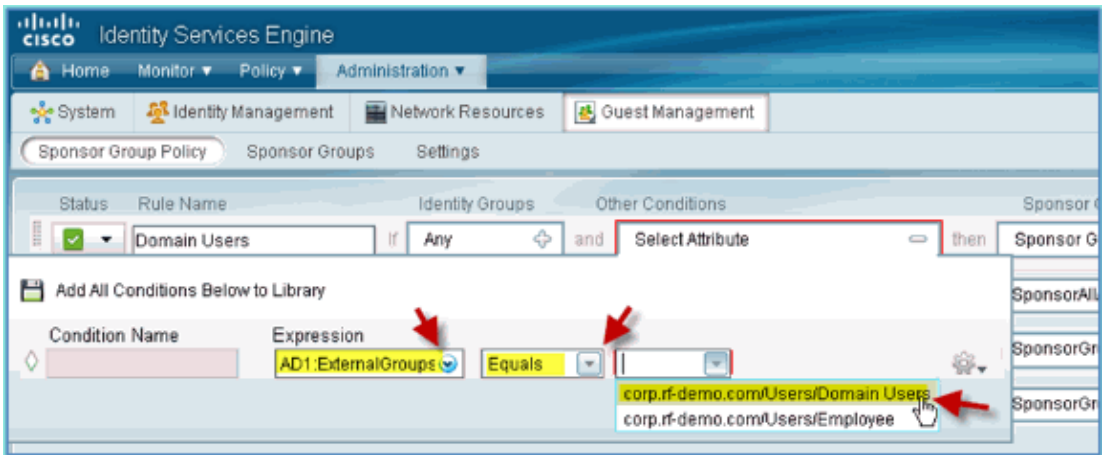 CISCO Identity Services Engine
Home Monitor Policy Administration
System Identity Management Network Resources Guest Management
Sponsor Group Policy Sponsor Groups Settings
Status Rule Name Identity Groups Other Conditions Sponsor
Domain Users If Any and Select Attribute then Sponsor G
Add All Conditions Below to Library
SponsorAll
Condition Name Expression
SponsorGr
AD1:ExternalGroups Equals
corp.rf-demo.com/Users/Domain Users
SponsorGr
corp.rf-demo.com/Users/Employee